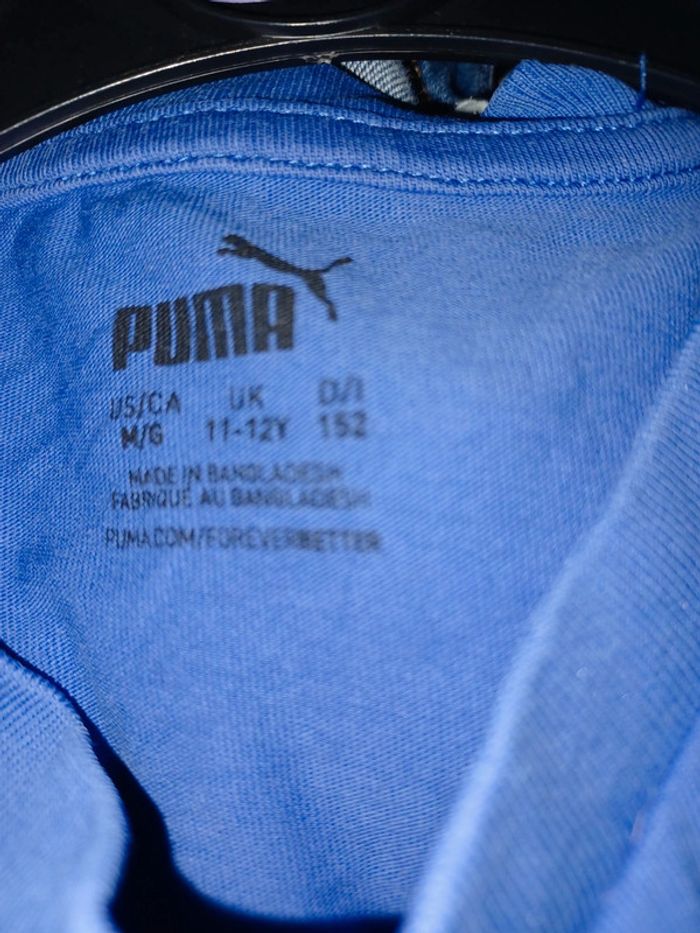 PUMA
US/CA UK D/I
M/G 11-12Y 152
MADE IN BANGLADESH
FABRIQUÉ AU BANGLADESH
PUMA.COM/FOREVERBETTER